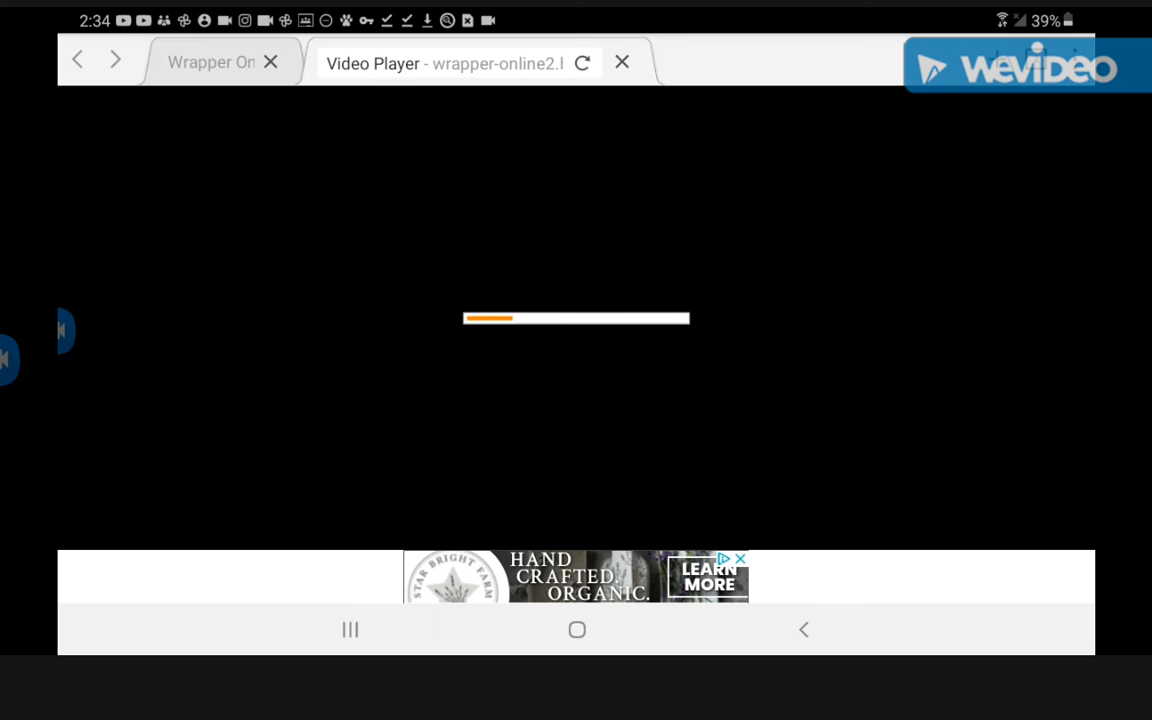 2:34
39%
Wrapper On
Video Player - wrapper-online2.h
WEVIDEO
STAR BRIGHT FARM
HAND
CRAFTED.
ORGANIC.
LEARN
MORE